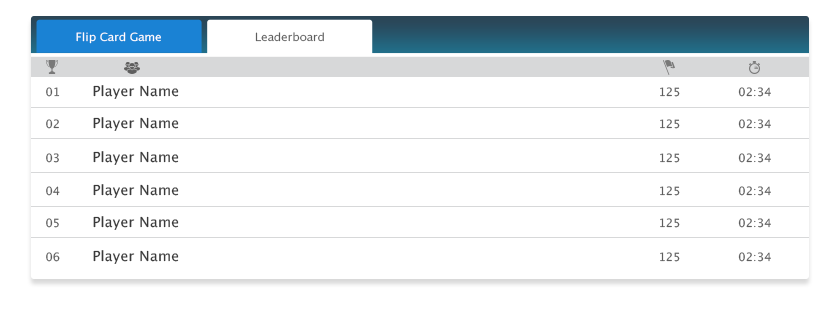 Flip Card Game Leaderboard
01 Player Name 125 02:34
02 Player Name 125 02:34
03 Player Name 125 02:34
04 Player Name 125 02:34
05 Player Name 125 02:34
06 Player Name 125 02:34